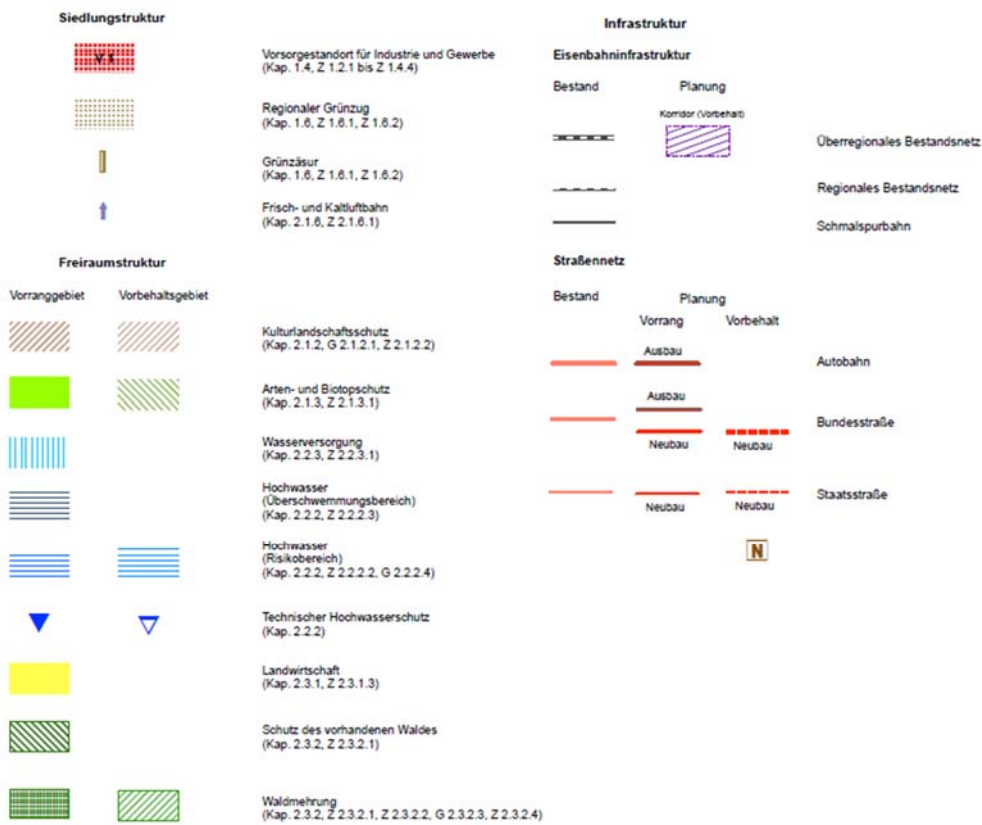 Siedlungsstruktur
V 1
Vorsorgestandort für Industrie und Gewerbe
(Kap. 1.4, Z 1.2.1 bis Z 1.4.4)
Regionaler Grünzug
(Kap. 1.6, Z 1.6.1, Z 1.6.2)
Grünzäsur
(Kap. 1.6, Z 1.6.1, Z 1.6.2)
Frisch- und Kaltluftbahn
(Kap. 2.1.6, Z 2.1.6.1)
Freiraumstruktur
Vorranggebiet Vorbehaltsgebiet
Kulturlandschaftsschutz
(Kap. 2.1.2, G 2.1.2.1, Z 2.1.2.2)
Arten- und Biotopschutz
(Kap. 2.1.3, Z 2.1.3.1)
Wasserversorgung
(Kap. 2.2.3, Z 2.2.3.1)
Hochwasser
(Überschwemmungsbereich)
(Kap. 2.2.2, Z 2.2.2.3)
Hochwasser
(Risikobereich)
(Kap. 2.2.2, Z 2.2.2.2, G 2.2.2.4)
Technischer Hochwasserschutz
(Kap. 2.2.2)
Landwirtschaft
(Kap. 2.3.1, Z 2.3.1.3)
Schutz des vorhandenen Waldes
(Kap. 2.3.2, Z 2.3.2.1)
Waldmehrung
(Kap. 2.3.2, Z 2.3.2.1, Z 2.3.2.2, G 2.3.2.3, Z 2.3.2.4)
Infrastruktur
Eisenbahninfrastruktur
Bestand Planung
Korridor (Vorbehalt)
Überregionales Bestandsnetz
Regionales Bestandsnetz
Schmalspurbahn
Straßennetz
Bestand Planung
Vorrang Vorbehalt
Ausbau
Autobahn
Ausbau
Bundesstraße
Neubau Neubau
Staatsstraße
Neubau Neubau
N